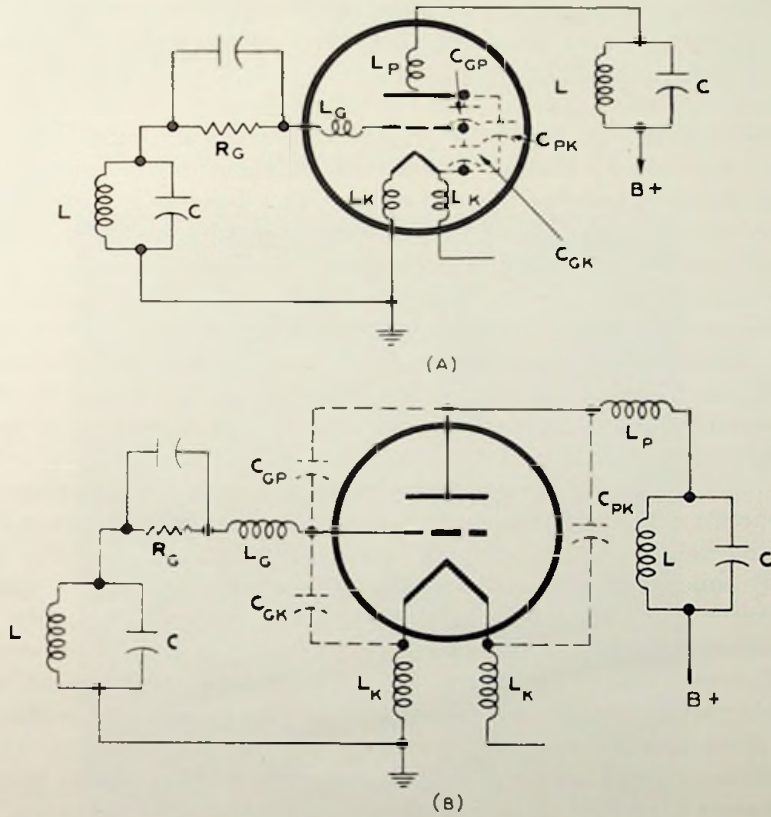 C_GP
L_P
L
C
L_G
R_G
C_PK
L
C
L_K
L_K
B+
C_GK
(A)
L_P
C_GP
C_PK
R_G
L_G
L
C
C_GK
L
C
L_K
L_K
B+
(B)